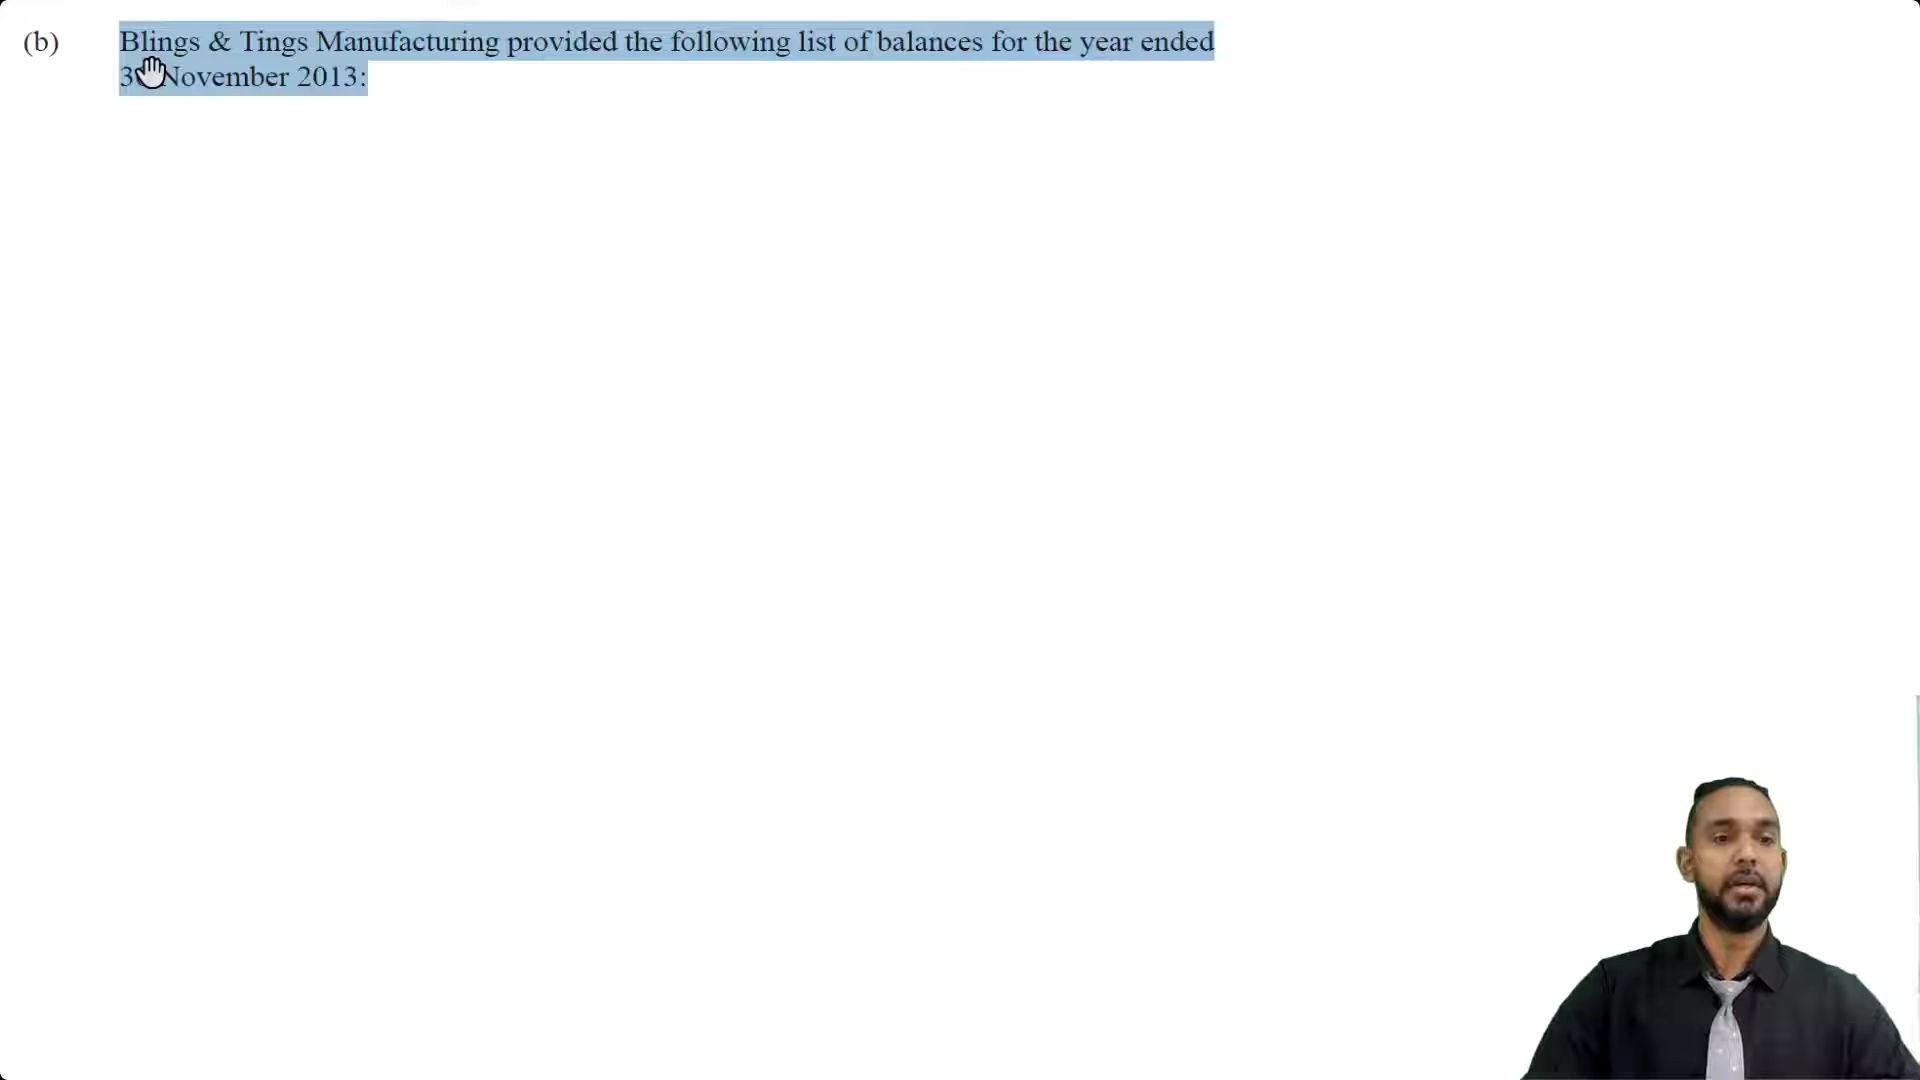 (b) Blings & Tings Manufacturing provided the following list of balances for the year ended
November 2013: